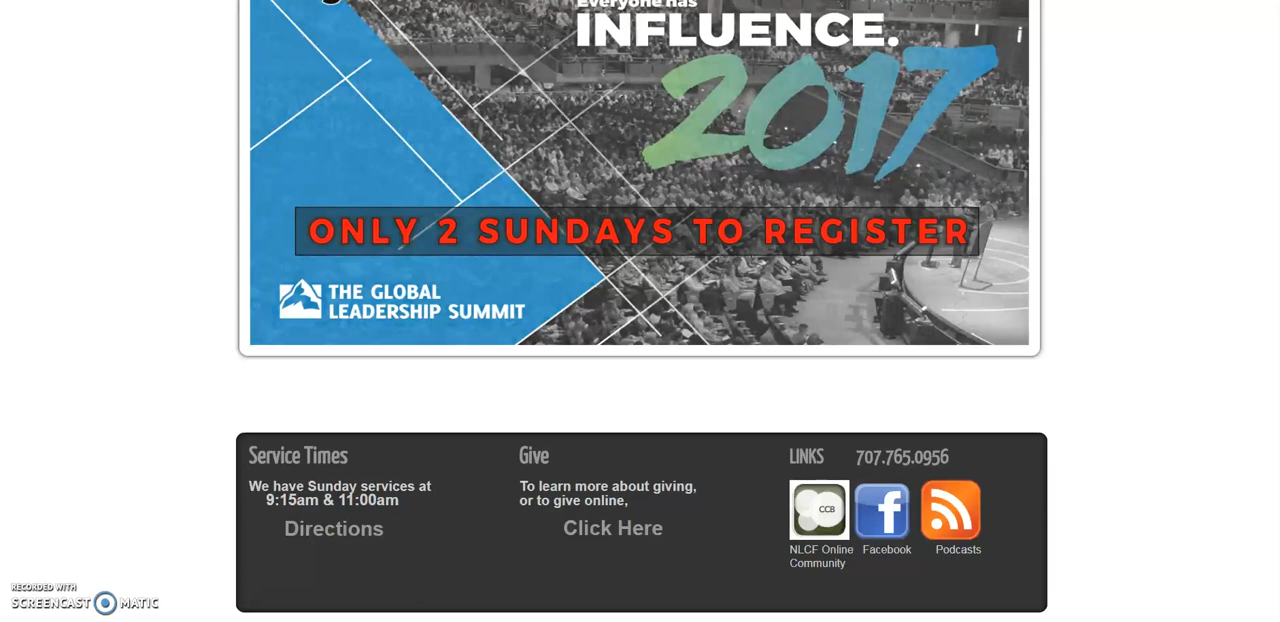 Everyone has
INFLUENCE.
2017
ONLY 2 SUNDAYS TO REGISTER
THE GLOBAL
LEADERSHIP SUMMIT
Service Times
We have Sunday services at
9:15am & 11:00am
Directions
Give
To learn more about giving,
or to give online,
Click Here
LINKS 707.765.0956
CCB
NLCF Online
Community
Facebook
Podcasts
RECORDED WITH
SCREENCAST MATIC